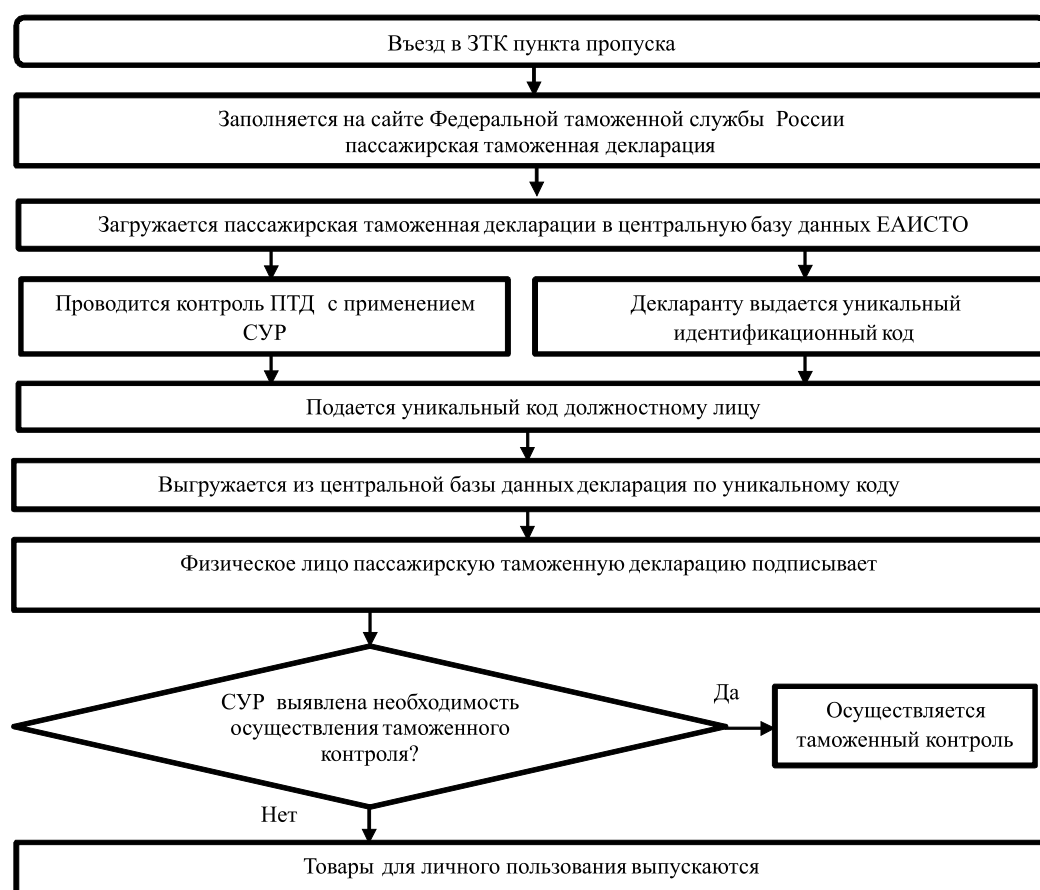 Въезд в ЗТК пункта пропуска
Заполняется на сайте Федеральной таможенной службы России
пассажирская таможенная декларация
Загружается пассажирская таможенная декларации в центральную базу данных ЕАИСТО
Проводится контроль ПТД с применением
СУР
Декларанту выдается уникальный
идентификационный код
Подается уникальный код должностному лицу
Выгружается из центральной базы данных декларация по уникальному коду
Физическое лицо пассажирскую таможенную декларацию подписывает
СУР выявлена необходимость
осуществления таможенного
контроля?
Да
Осуществляется
таможенный контроль
Нет
Товары для личного пользования выпускаются